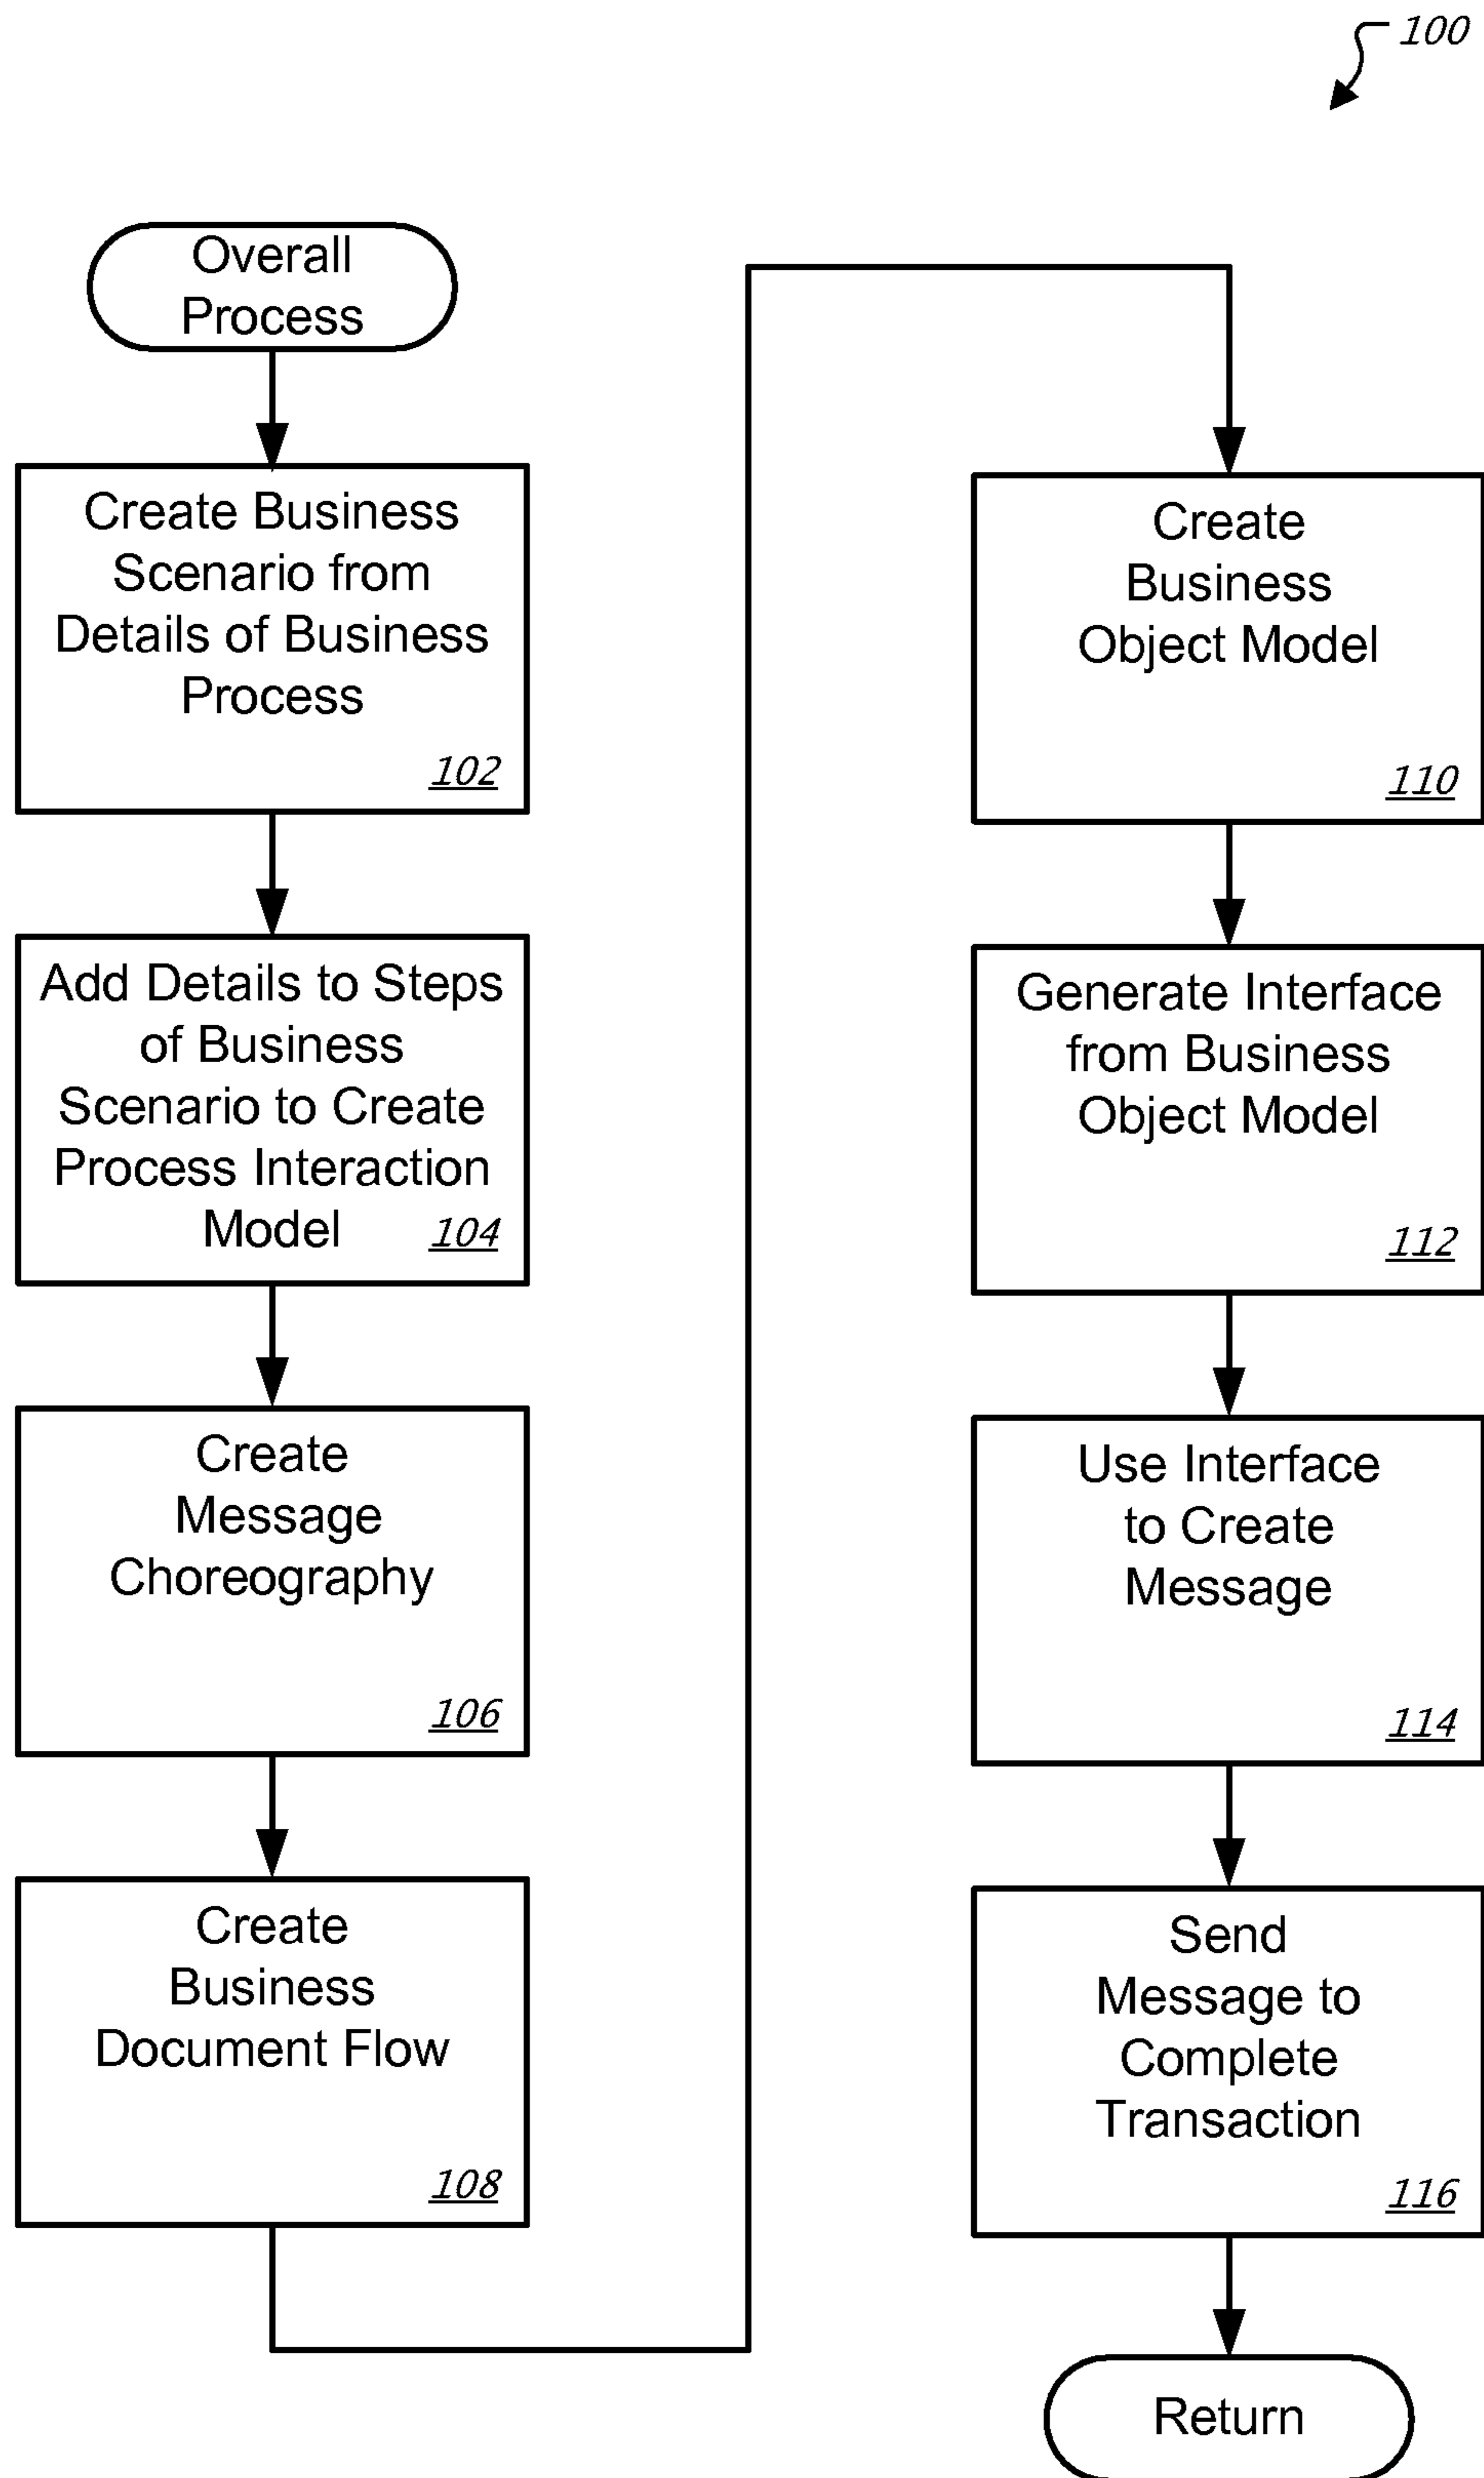 100
Overall
Process
Create Business
Scenario from
Details of Business
Process
102
Add Details to Steps
of Business
Scenario to Create
Process Interaction
Model 104
Create
Message
Choreography
106
Create
Business
Document Flow
108
Create
Business
Object Model
110
Generate Interface
from Business
Object Model
112
Use Interface
to Create
Message
114
Send
Message to
Complete
Transaction
116
Return